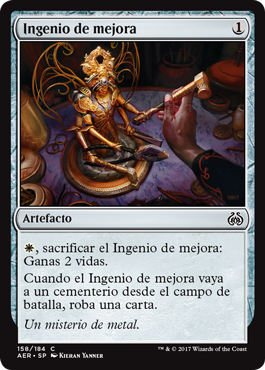 Ingenio de mejora 1
Artefacto
, sacrificar el Ingenio de mejora:
Ganas 2 vidas.
Cuando el Ingenio de mejora vaya
a un cementerio desde el campo de
batalla, roba una carta.
Un misterio de metal.
158/184 C
AER • SP KIERAN YANNER
™ & © 2017 Wizards of the Coast